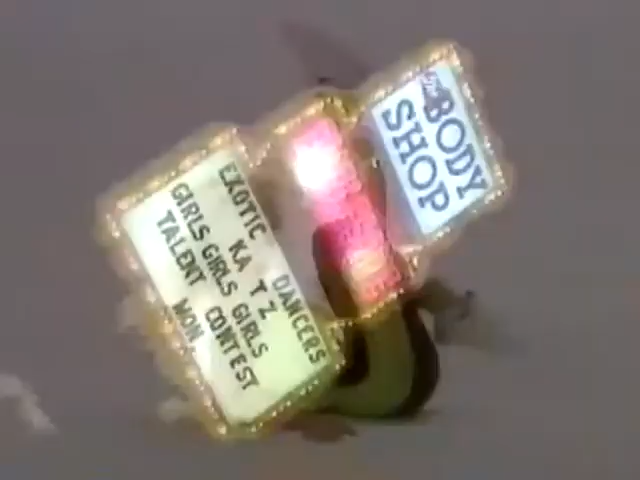 The
BODY
SHOP
EXOTIC DANCERS
KA T Z
GIRLS GIRLS GIRLS
TALENT CONTEST
MON